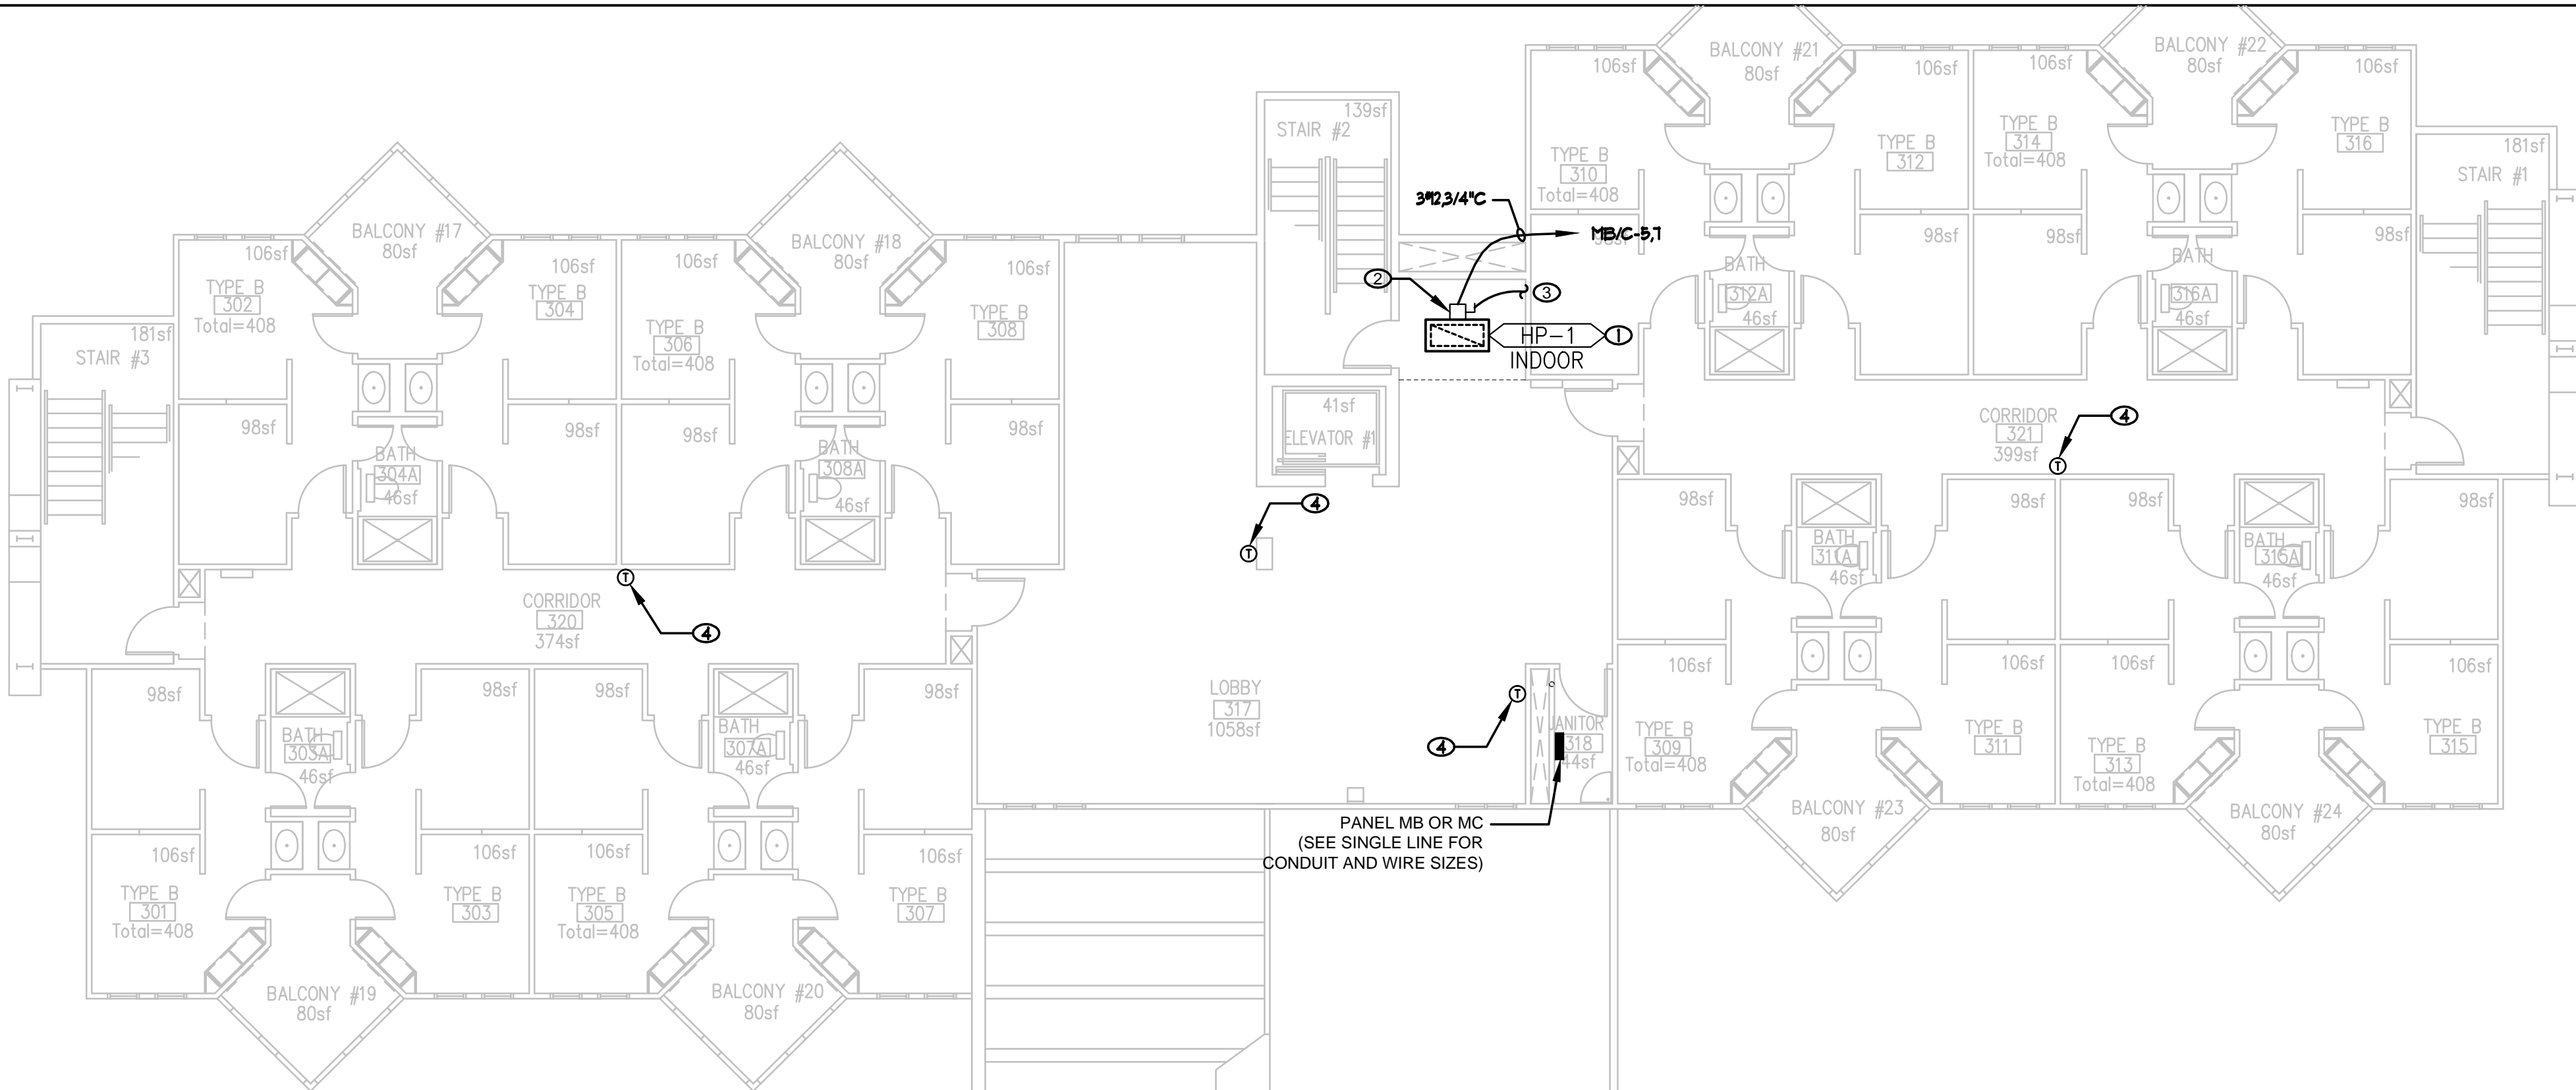 BALCONY #21
80sf
BALCONY #22
80sf
106sf
106sf
106sf
106sf
139sf
STAIR #2
TYPE B
310
Total=408
TYPE B
312
TYPE B
314
Total=408
TYPE B
316
181sf
STAIR #1
3#12,3/4"C
MB/C-5,7
98sf
98sf
98sf
98sf
2
3
HP-1
1
INDOOR
BATH
312A
46sf
BATH
316A
46sf
BALCONY #17
80sf
BALCONY #18
80sf
106sf
106sf
106sf
106sf
TYPE B
302
Total=408
TYPE B
304
TYPE B
306
Total=408
TYPE B
308
181sf
STAIR #3
98sf
98sf
98sf
98sf
BATH
304A
46sf
BATH
308A
46sf
41sf
ELEVATOR #1
CORRIDOR
321
399sf
4
T
4
T
T
4
CORRIDOR
320
374sf
98sf
98sf
98sf
98sf
BATH
311A
46sf
BATH
315A
46sf
98sf
98sf
98sf
98sf
BATH
303A
46sf
BATH
307A
46sf
LOBBY
317
1058sf
T
4
JANITOR
318
44sf
106sf
106sf
106sf
106sf
TYPE B
309
Total=408
TYPE B
311
TYPE B
313
Total=408
TYPE B
315
BALCONY #23
80sf
BALCONY #24
80sf
PANEL MB OR MC
(SEE SINGLE LINE FOR
CONDUIT AND WIRE SIZES)
106sf
106sf
106sf
106sf
TYPE B
301
Total=408
TYPE B
303
TYPE B
305
Total=408
TYPE B
307
BALCONY #19
80sf
BALCONY #20
80sf